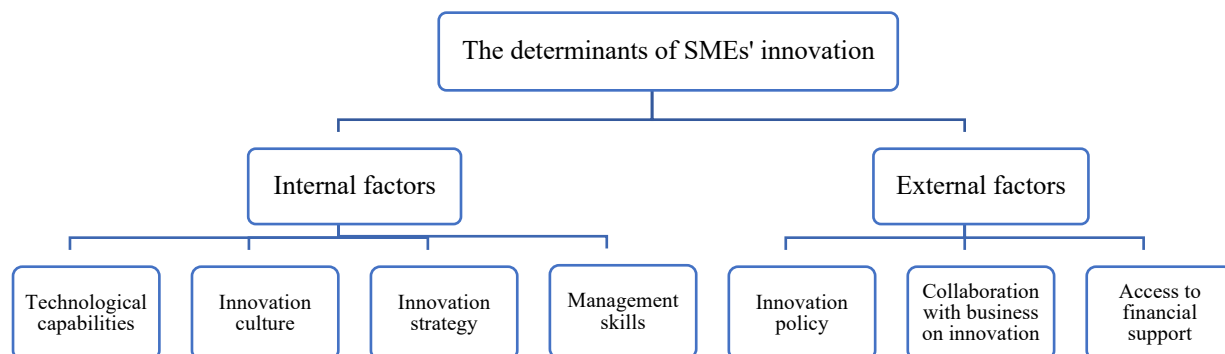 The determinants of SMEs' innovation
Internal factors
External factors
Technological
capabilities
Innovation
culture
Innovation
strategy
Management
skills
Innovation
policy
Collaboration
with business
on innovation
Access to
financial
support